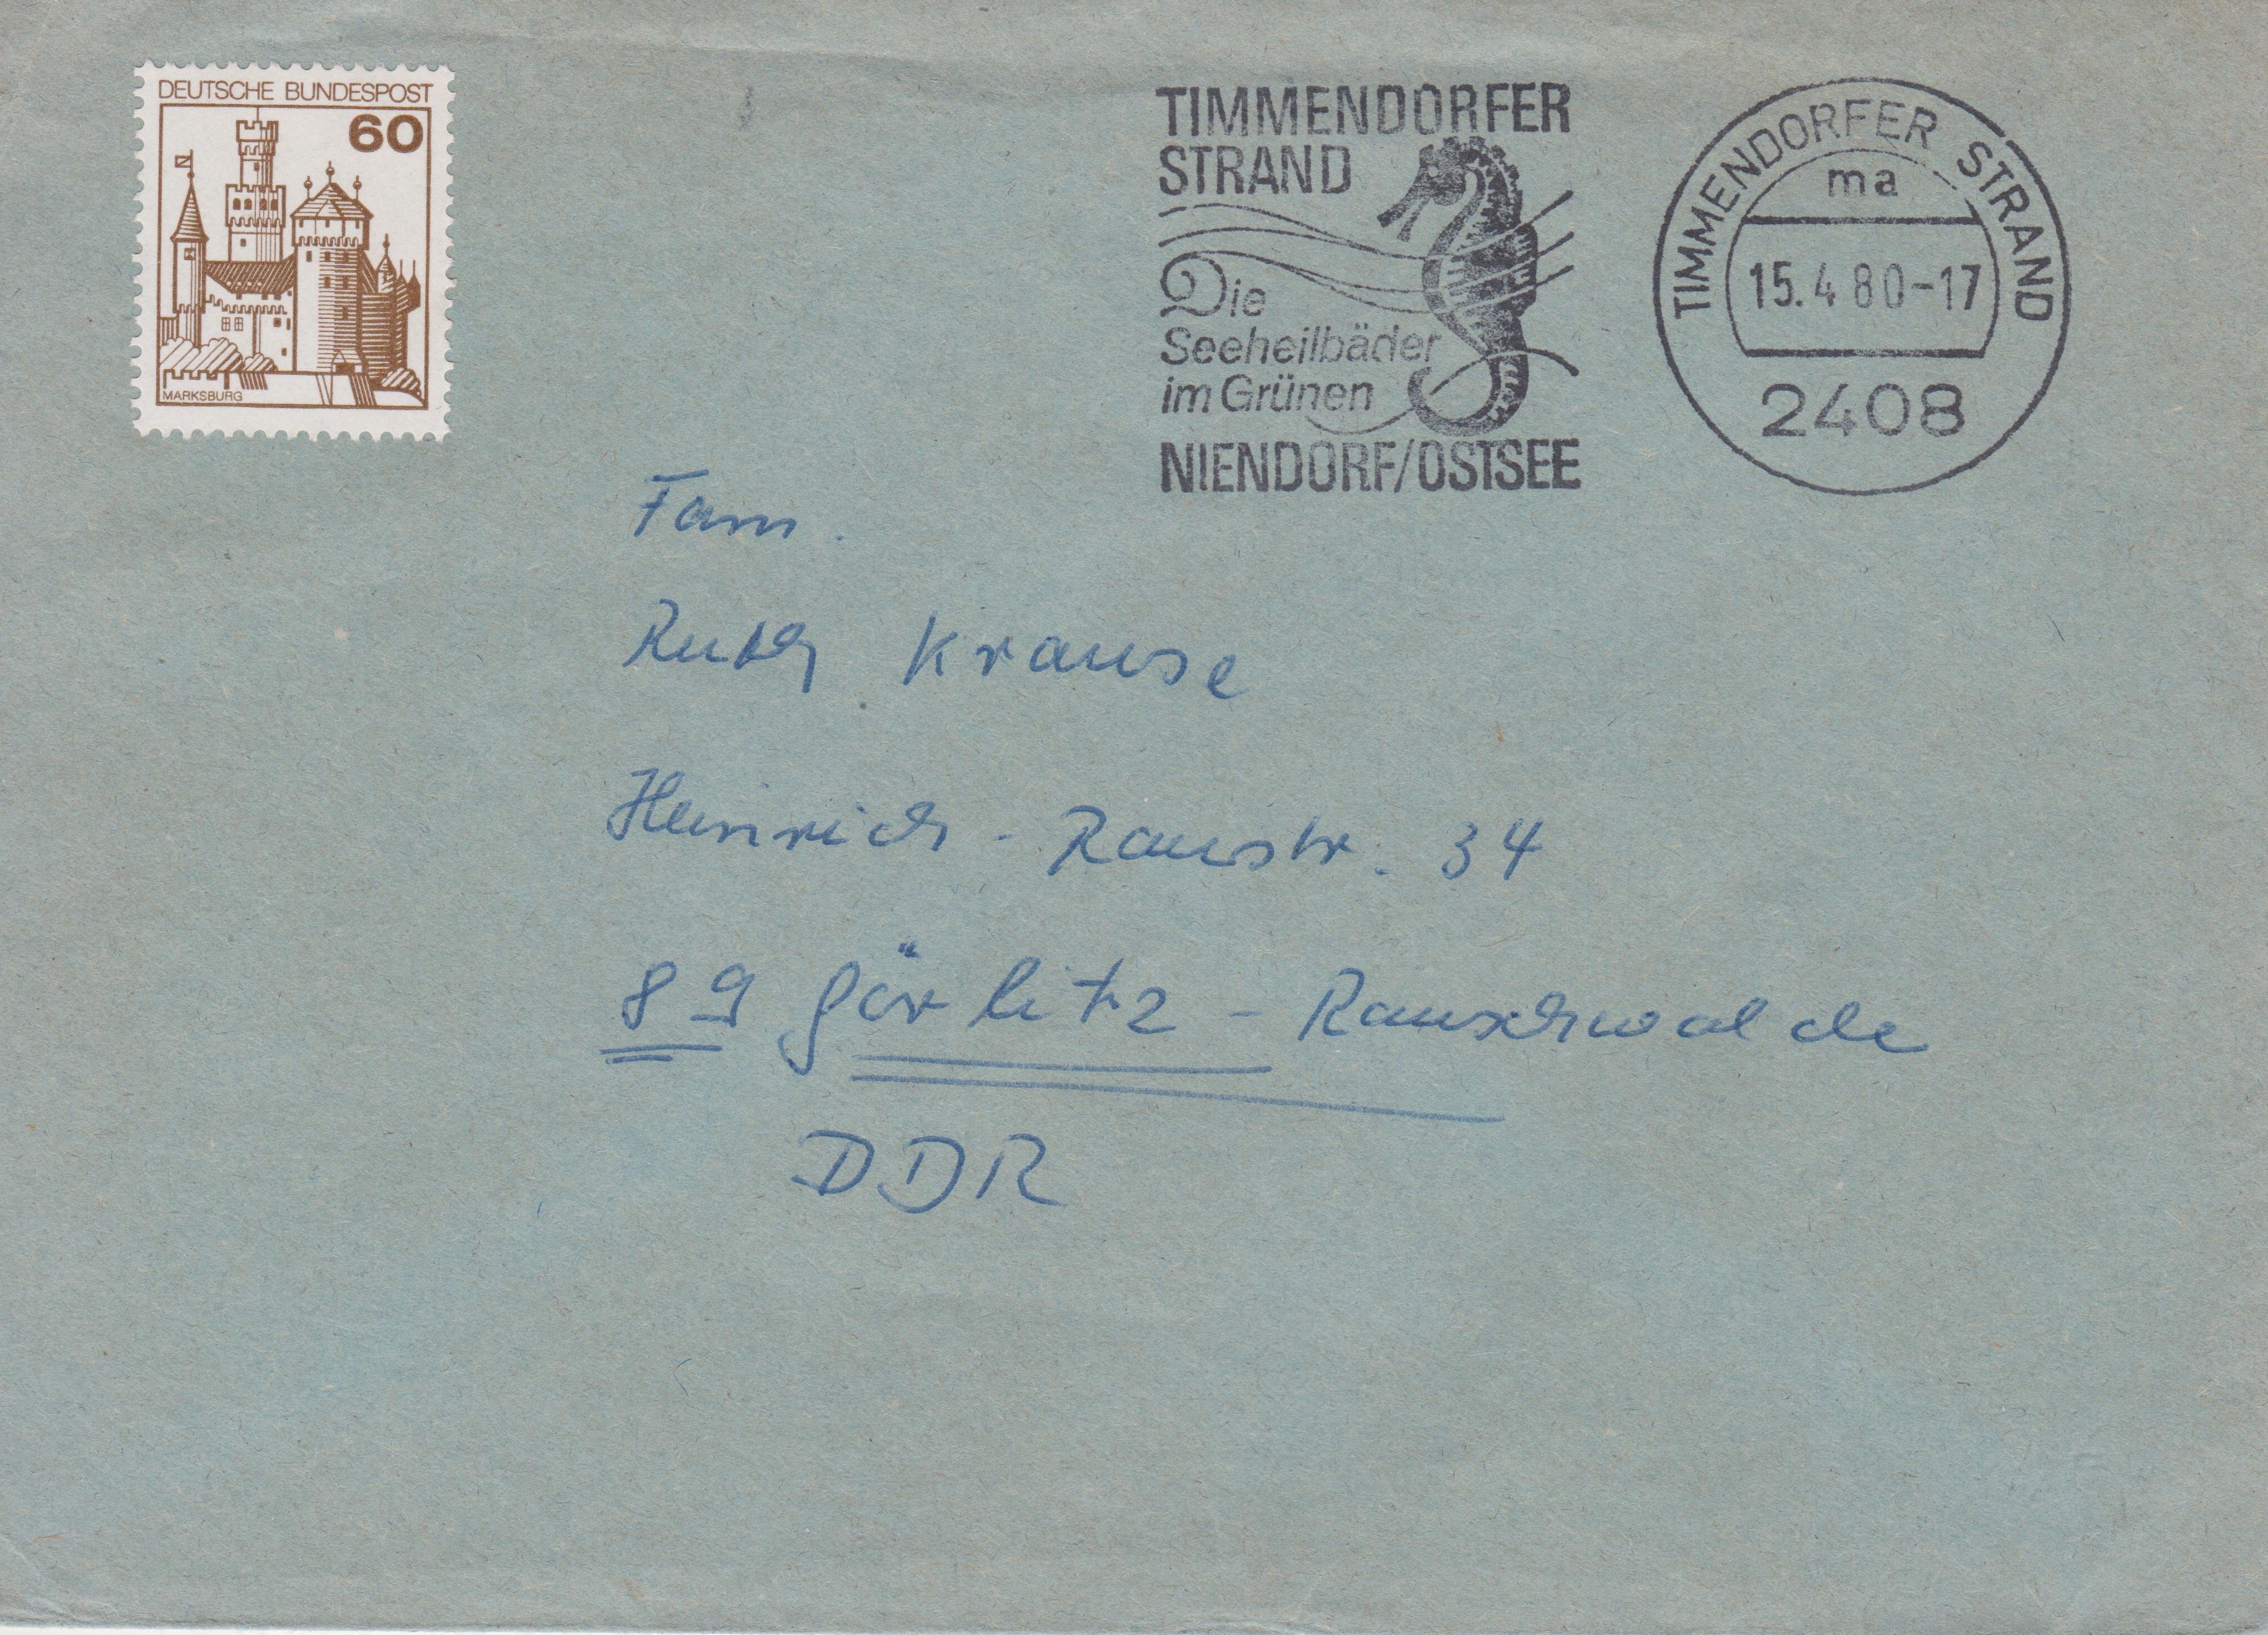 DEUTSCHE BUNDESPOST
60
MARKSBURG
TIMMENDORFER
STRAND
Die
Seeheilbäder
im Grünen
NIENDORF/OSTSEE
TIMMENDORFER STRAND
ma
15.4.80-17
2408
Fam.
Ruth Krause
Heinrich - Raustr. 34
89 Görlitz - Rauschwalde
DDR